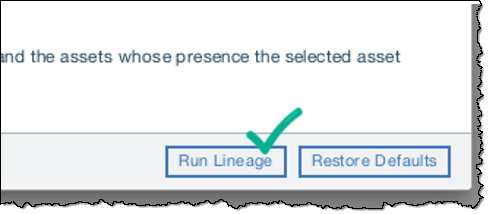 and the assets whose presence the selected asset
Run Lineage Restore Defaults